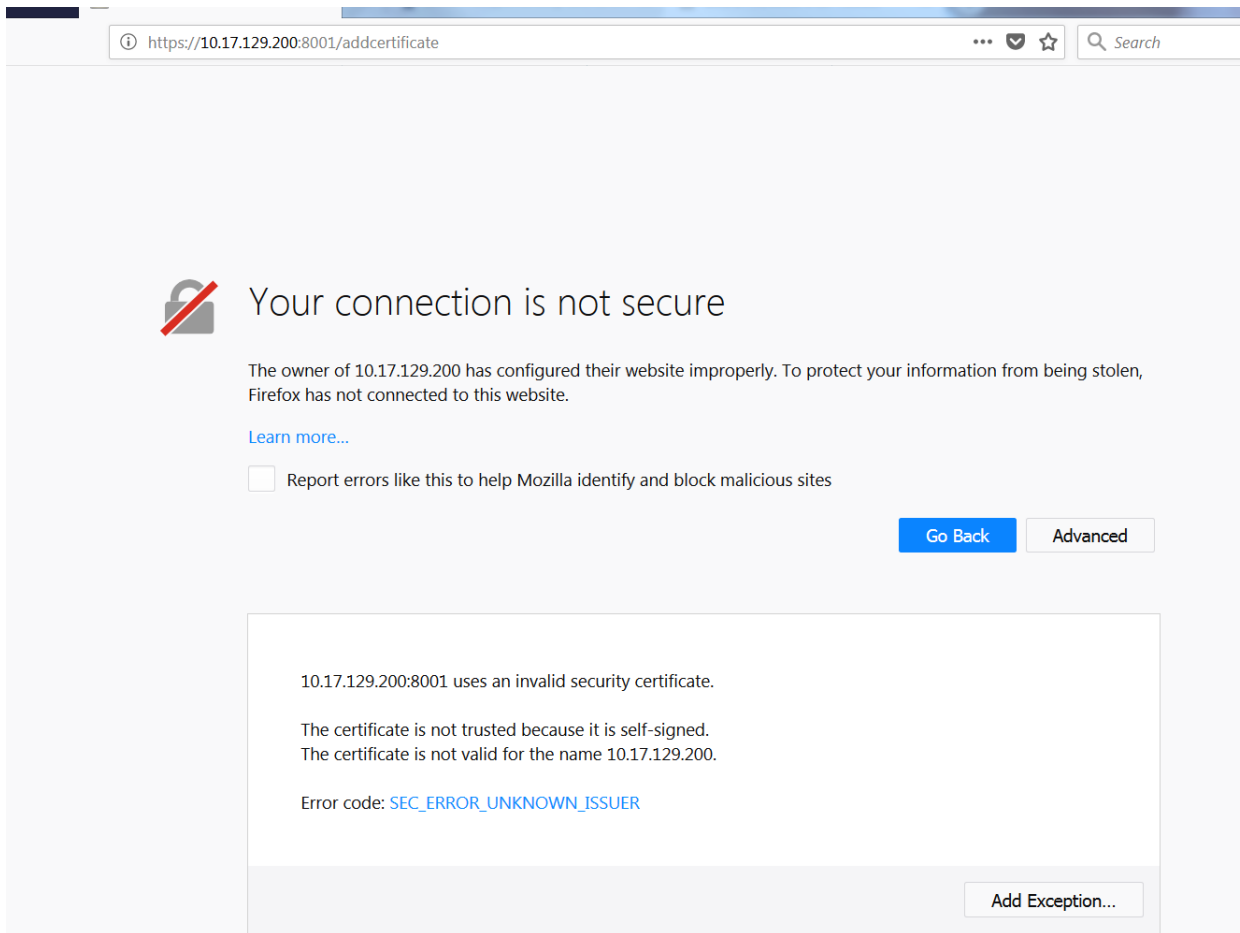 https://10.17.129.200:8001/addcertificate
Search
Your connection is not secure
The owner of 10.17.129.200 has configured their website improperly. To protect your information from being stolen,
Firefox has not connected to this website.
Learn more...
Report errors like this to help Mozilla identify and block malicious sites
Go Back
Advanced
10.17.129.200:8001 uses an invalid security certificate.
The certificate is not trusted because it is self-signed.
The certificate is not valid for the name 10.17.129.200.
Error code: SEC_ERROR_UNKNOWN_ISSUER
Add Exception...